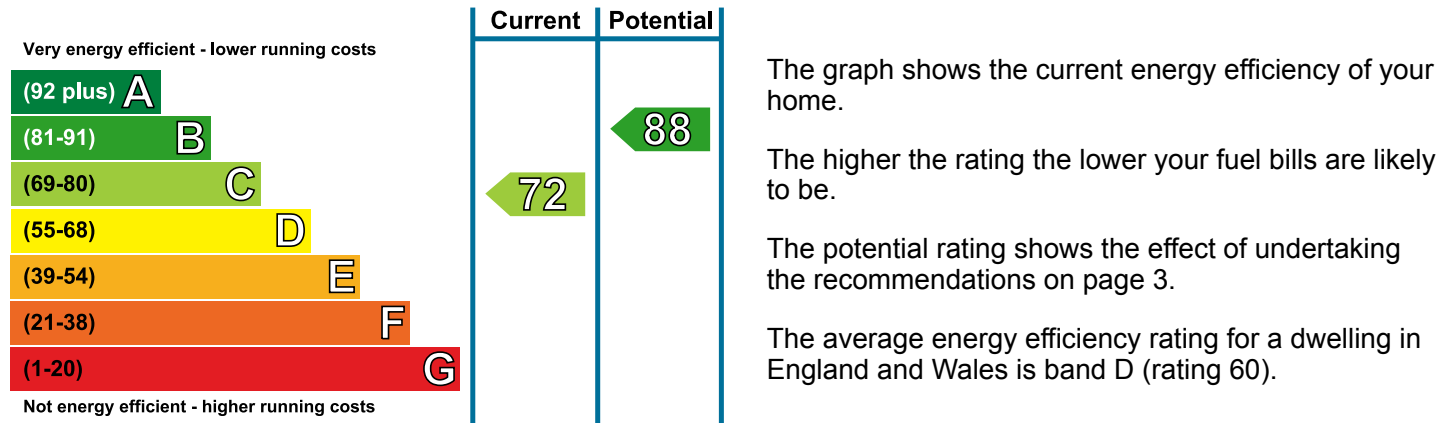 Current Potential
Very energy efficient - lower running costs
(92 plus) A
(81-91) B
88
(69-80) C
72
(55-68) D
(39-54) E
(21-38) F
(1-20) G
Not energy efficient - higher running costs
The graph shows the current energy efficiency of your
home.
The higher the rating the lower your fuel bills are likely
to be.
The potential rating shows the effect of undertaking
the recommendations on page 3.
The average energy efficiency rating for a dwelling in
England and Wales is band D (rating 60).